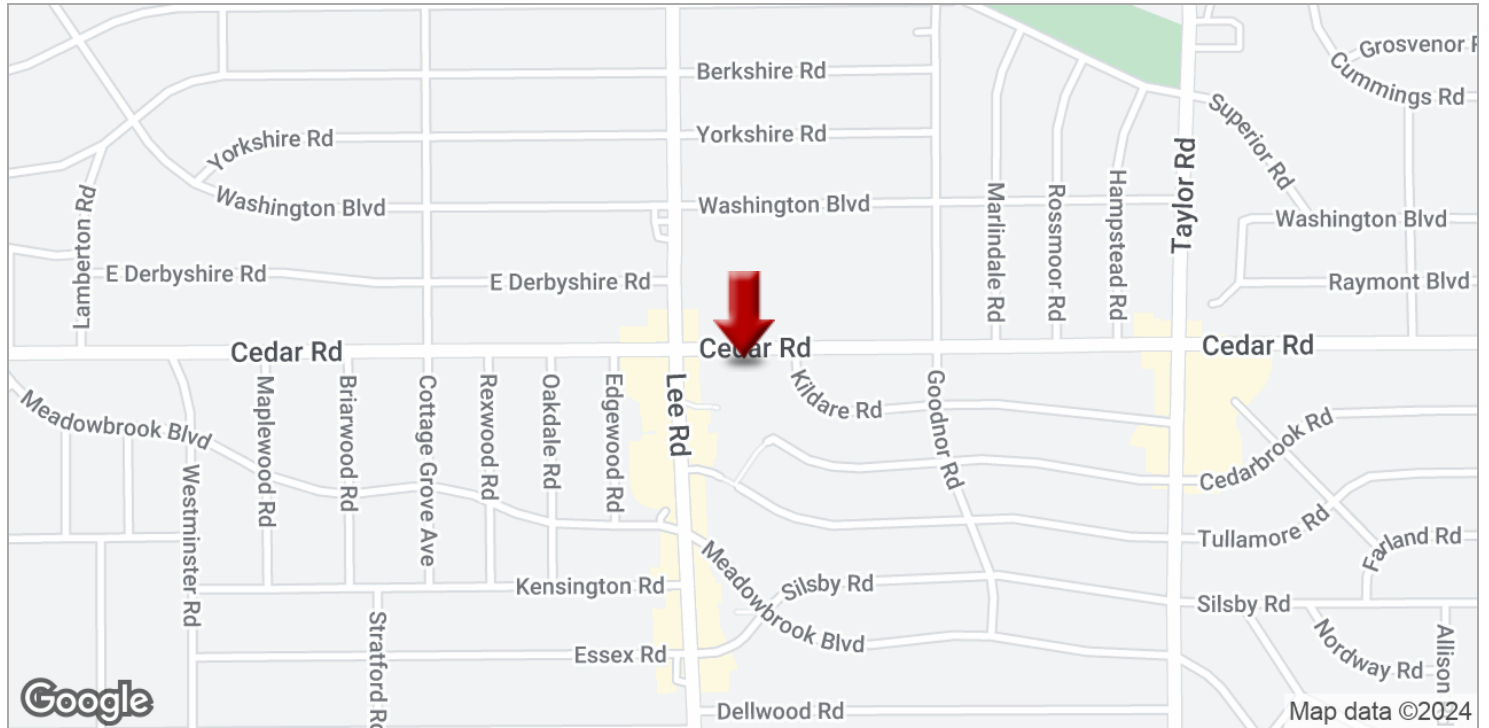 Berkshire Rd
Grosvenor
Cummings Rd
Yorkshire Rd
Yorkshire Rd
Superior Rd
Washington Blvd
Washington Blvd
Washington Blvd
Lamberton Rd
Marlindale Rd
Rossmoor Rd
Hampstead Rd
Taylor Rd
E Derbyshire Rd
E Derbyshire Rd
Raymont Blvd
Cedar Rd
Cedar Rd
Cedar Rd
Meadowbrook Blvd
Maplewood Rd
Briarwood Rd
Cottage Grove Ave
Rexwood Rd
Oakdale Rd
Edgewood Rd
Lee Rd
Kildare Rd
Goodnor Rd
Cedarbrook Rd
Westminster Rd
Tullamore Rd
Farland Rd
Kensington Rd
Meadowbrook Blvd
Silsby Rd
Silsby Rd
Stratford Rd
Essex Rd
Nordway Rd
Allison
Dellwood Rd
Google
Map data ©2024